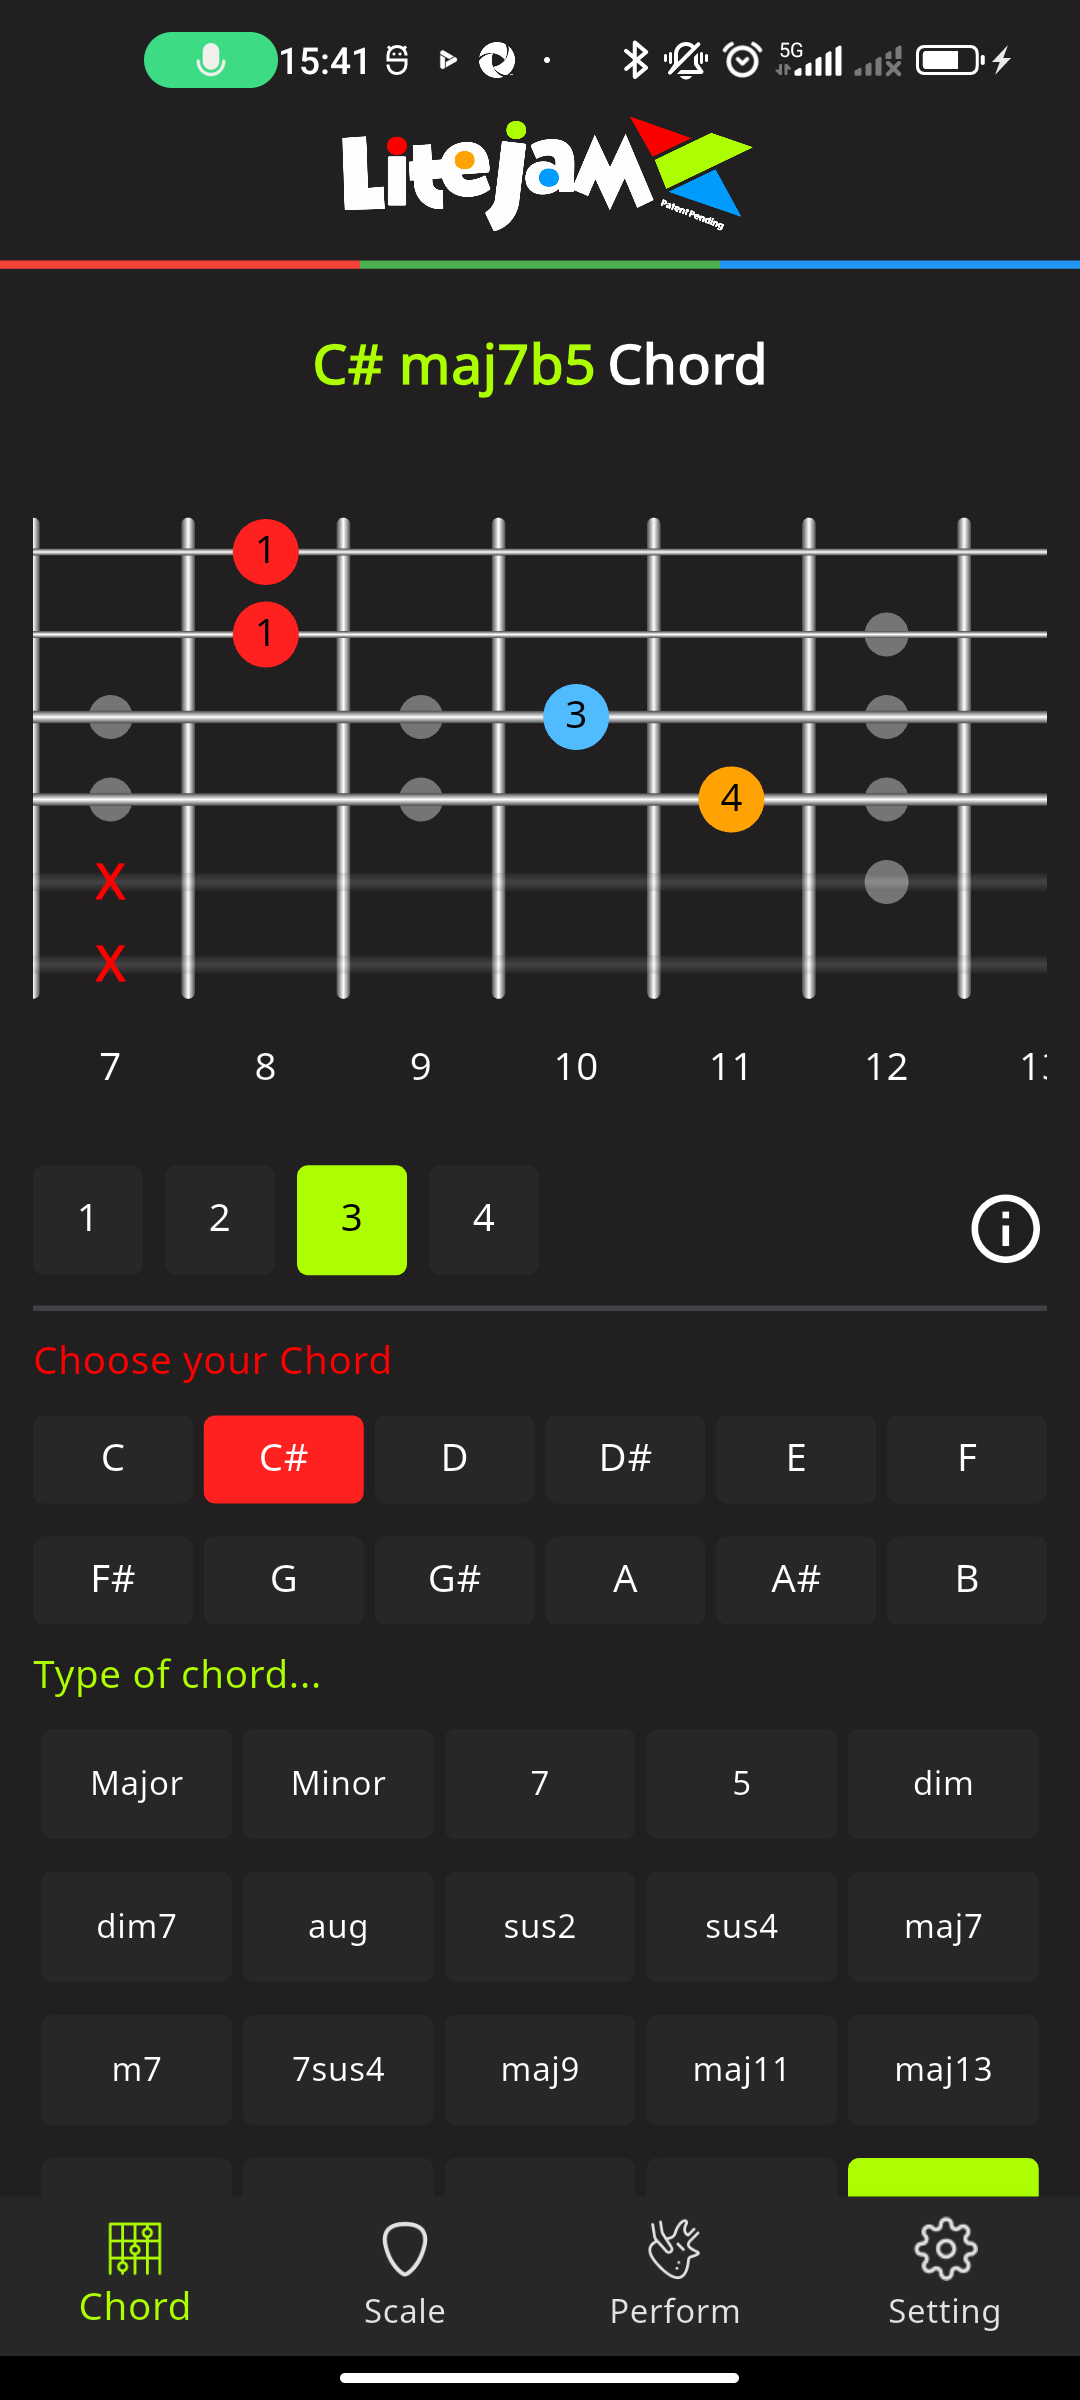 15:41
5G
Litejam
Patent Pending
C# maj7b5 Chord
1
1
3
4
X
X
7 8 9 10 11 12
1 2 3 4
Choose your Chord
C C# D D# E F
F# G G# A A# B
Type of chord...
Major Minor 7 5 dim
dim7 aug sus2 sus4 maj7
m7 7sus4 maj9 maj11 maj13
Chord Scale Perform Setting